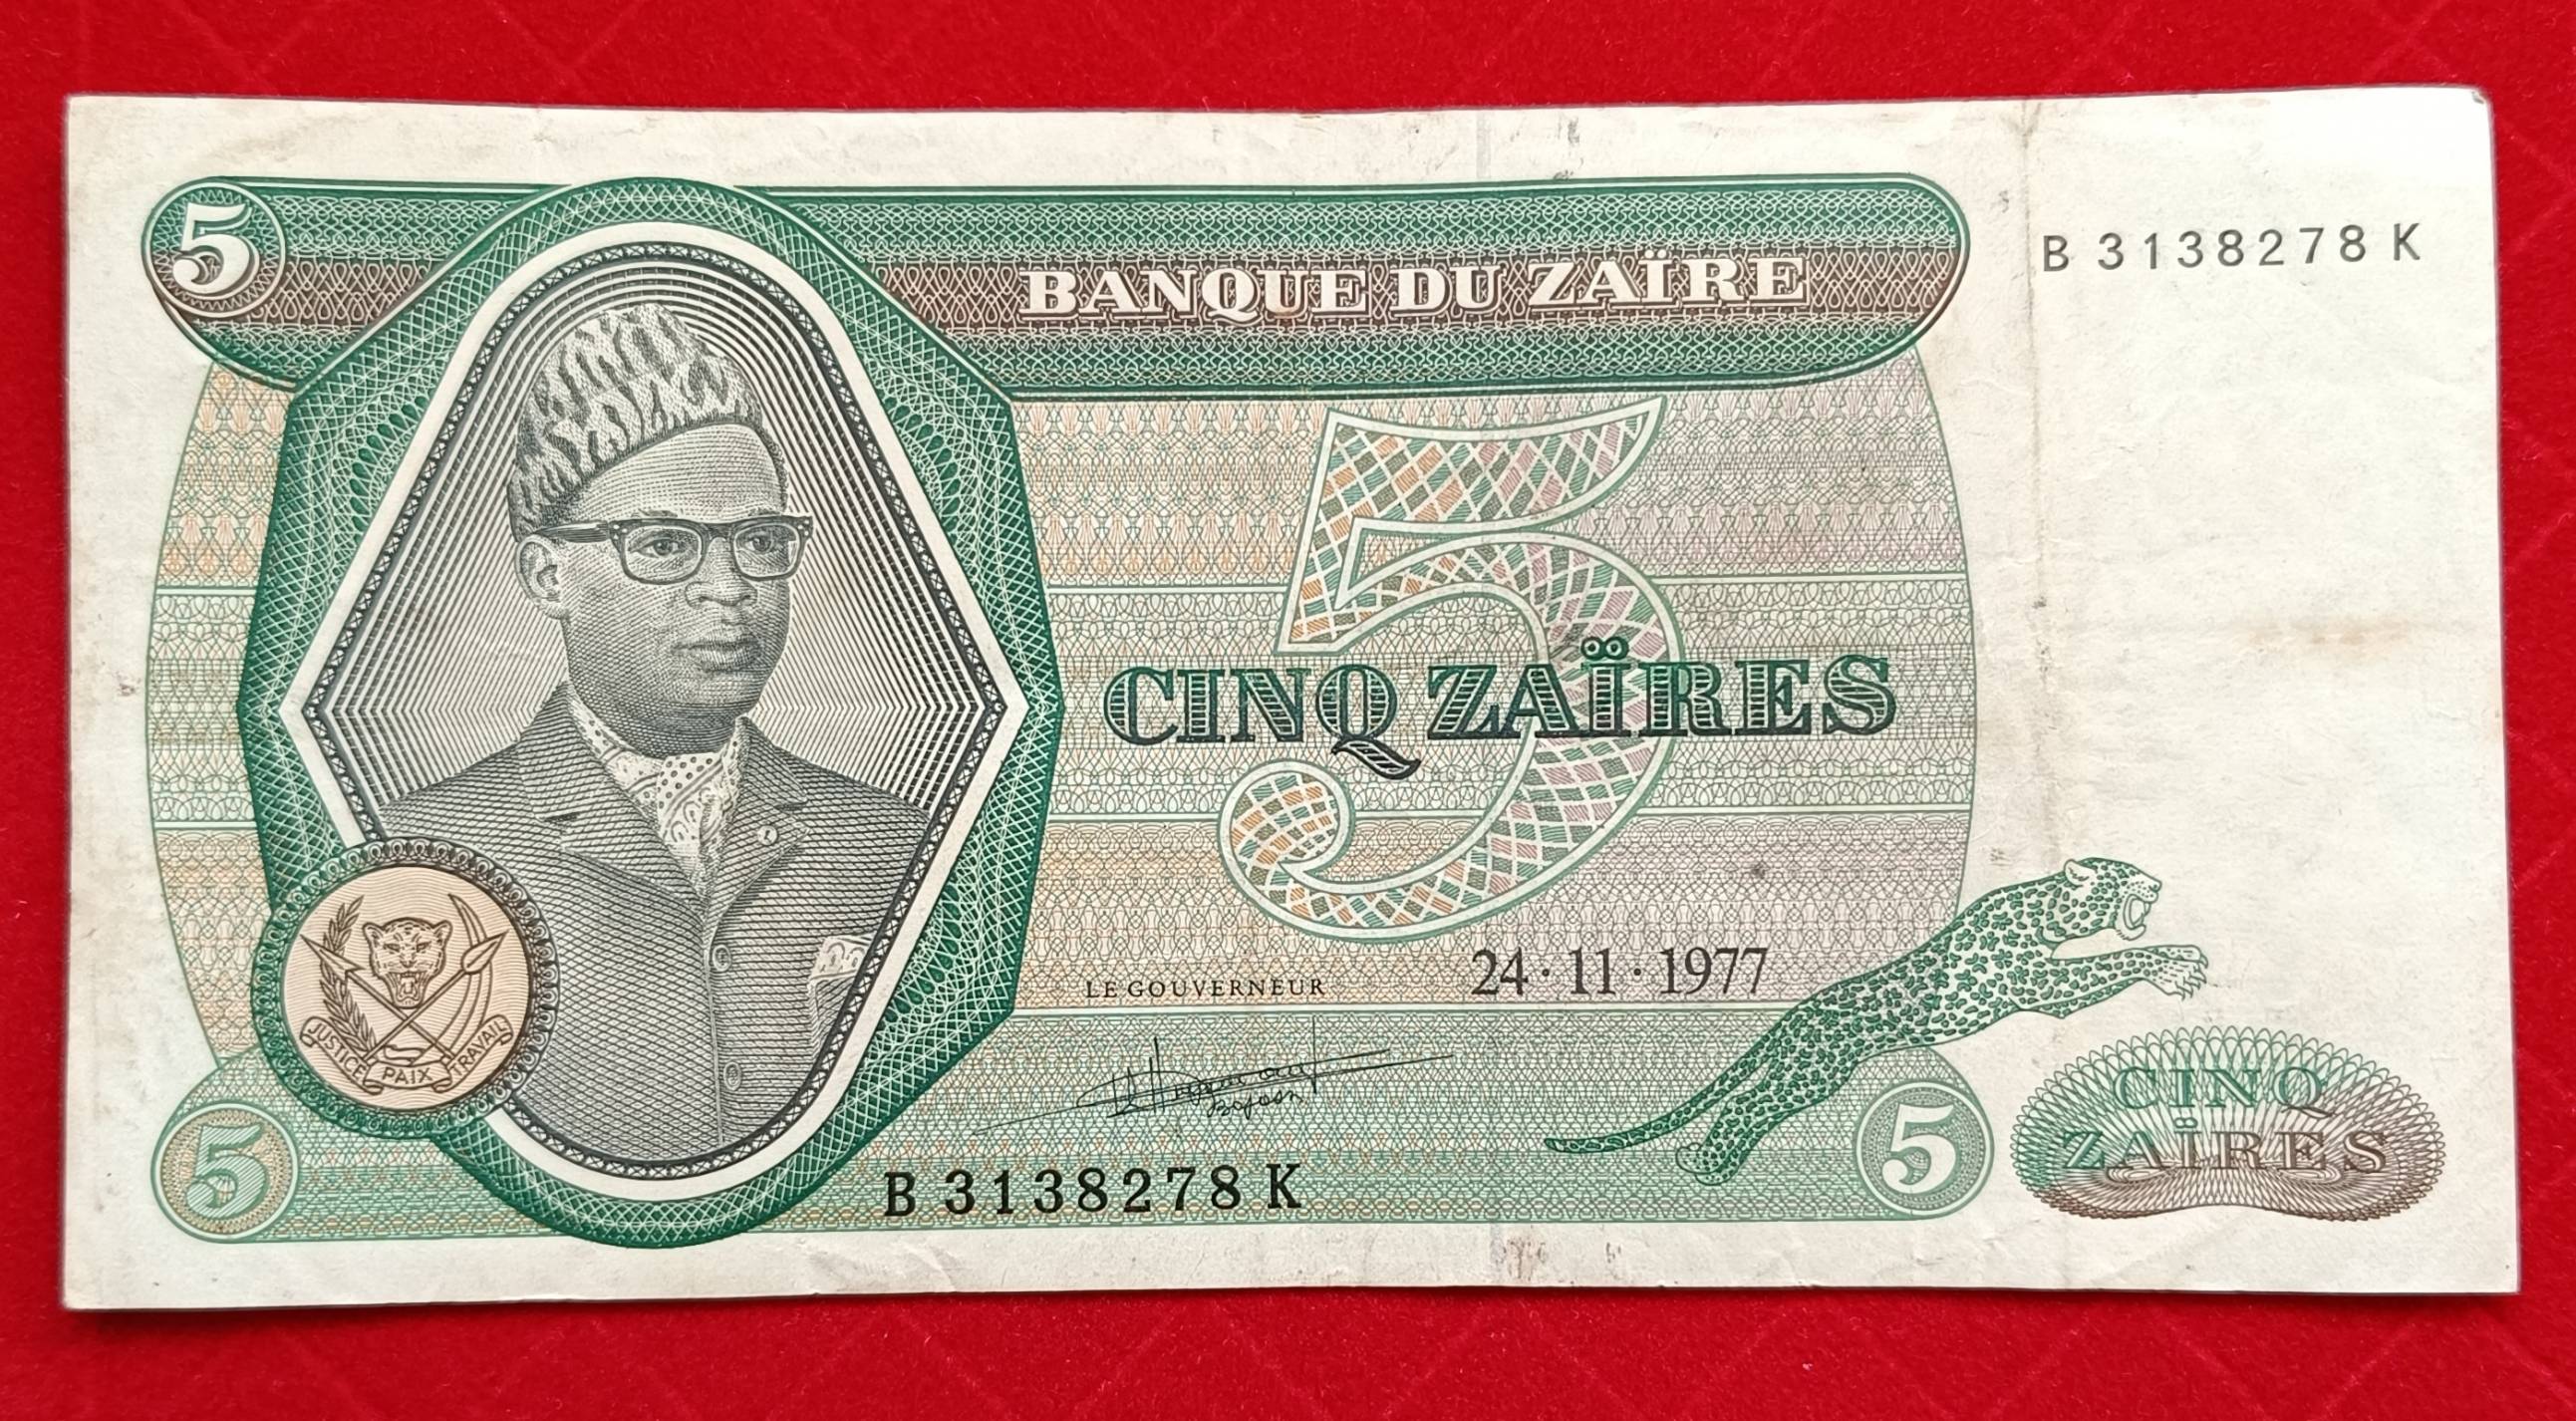 5
BANQUE DU ZAÏRE
B 3138278 K
5
CINQ ZAÏRES
LE GOUVERNEUR
24·11·1977
JUSTICE
PAIX
TRAVAIL
5
B 3138278 K
5
CINQ
ZAÏRES